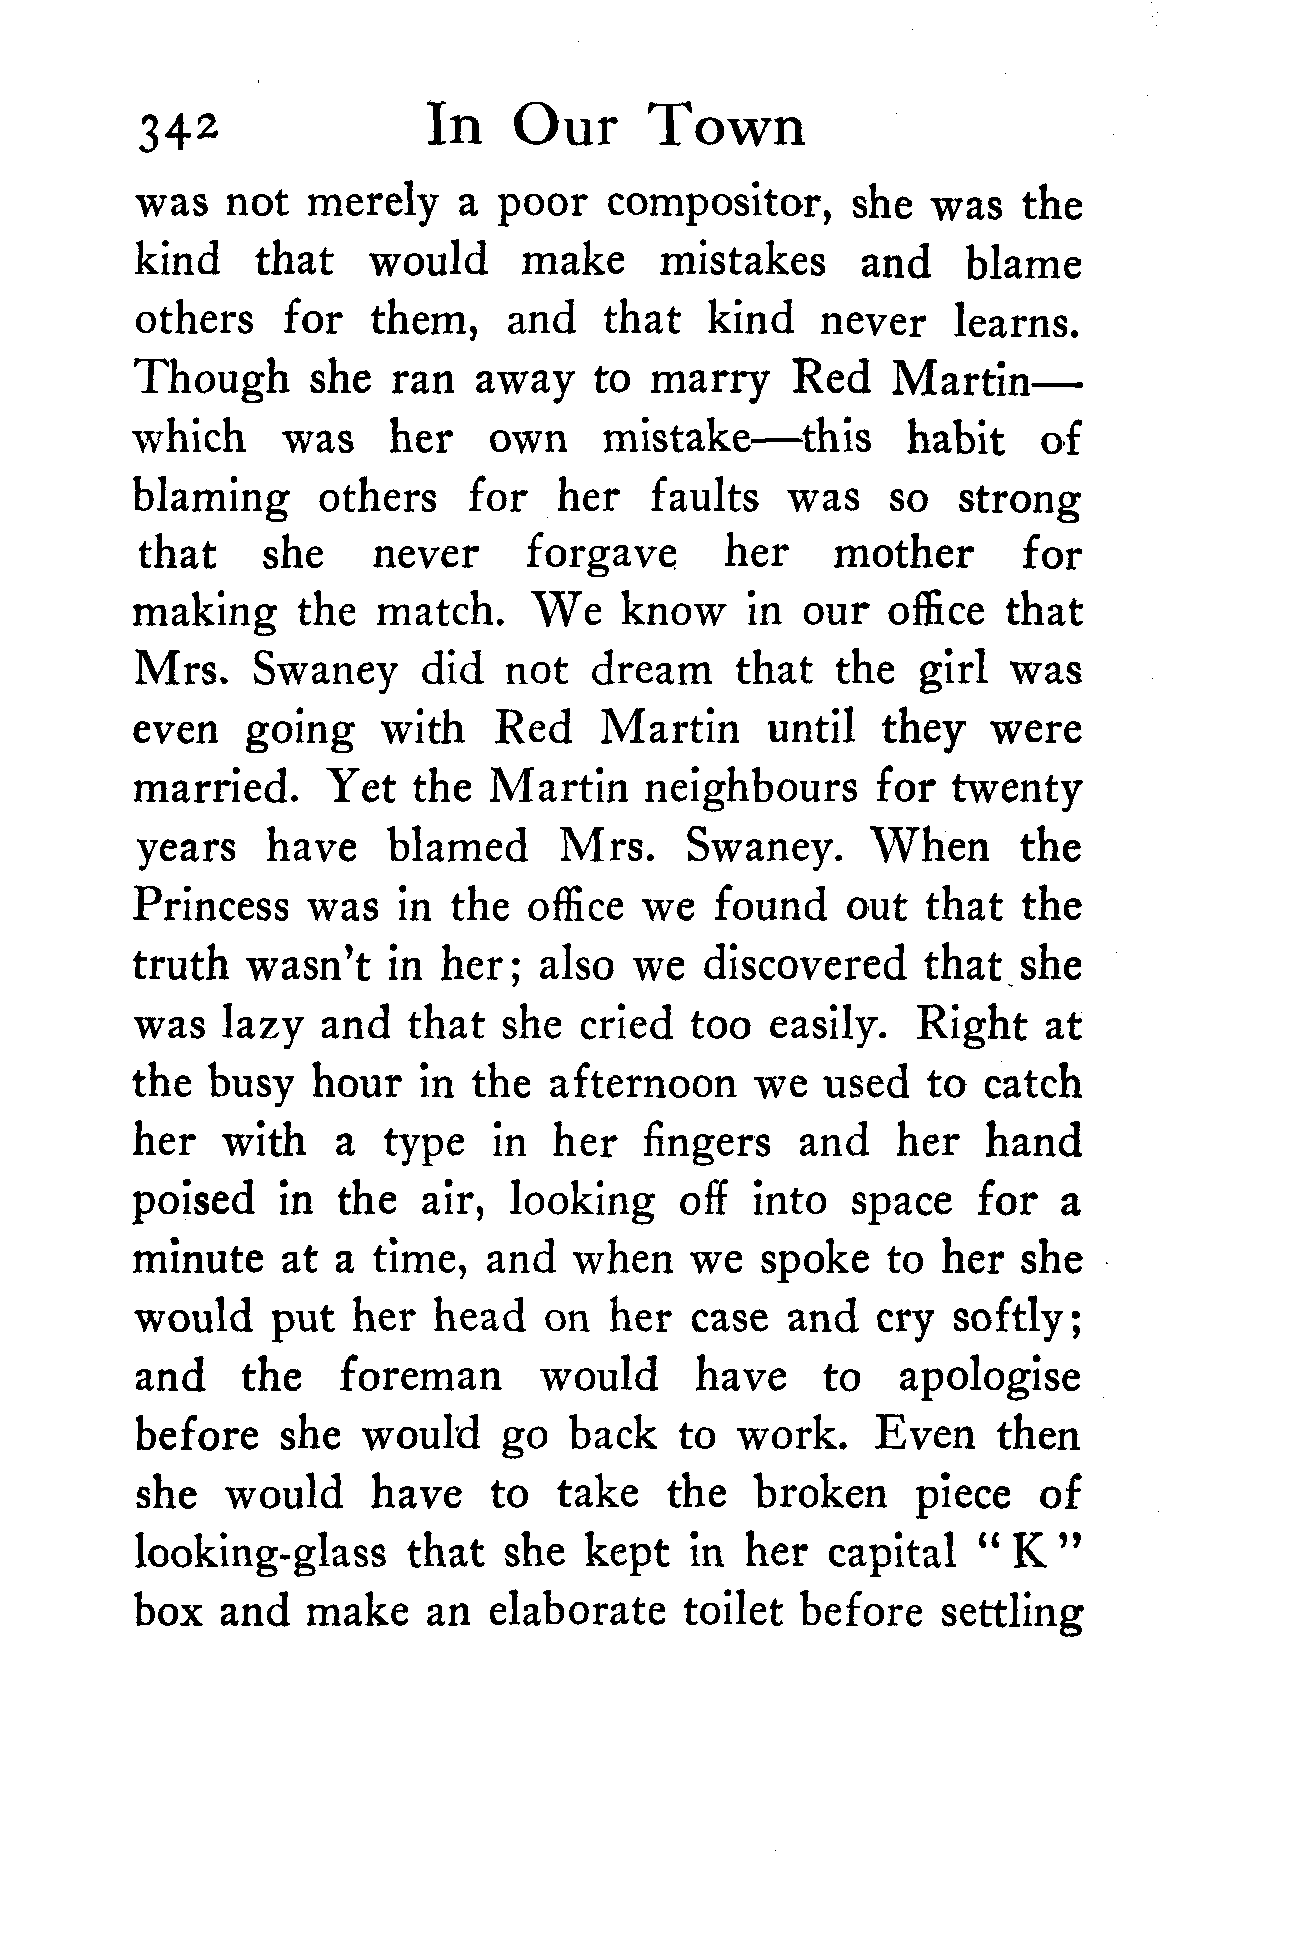 342 In Our Town
was not merely a poor compositor, she was the
kind that would make mistakes and blame
others for them, and that kind never learns.
Though she ran away to marry Red Martin—
which was her own mistake—this habit of
blaming others for her faults was so strong
that she never forgave her mother for
making the match. We know in our office that
Mrs. Swaney did not dream that the girl was
even going with Red Martin until they were
married. Yet the Martin neighbours for twenty
years have blamed Mrs. Swaney. When the
Princess was in the office we found out that the
truth wasn't in her; also we discovered that she
was lazy and that she cried too easily. Right at
the busy hour in the afternoon we used to catch
her with a type in her fingers and her hand
poised in the air, looking off into space for a
minute at a time, and when we spoke to her she
would put her head on her case and cry softly;
and the foreman would have to apologise
before she would go back to work. Even then
she would have to take the broken piece of
looking-glass that she kept in her capital “ K ”
box and make an elaborate toilet before settling